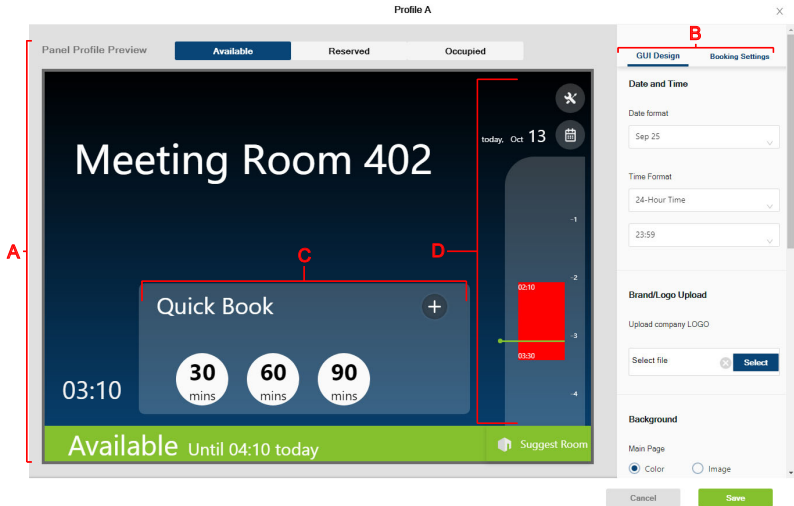 Profile A
B
Panel Profile Preview
Available
Reserved
Occupied
GUI Design
Booking Settings
Date and Time
Date format
Sep 25
Time Format
24-Hour Time
23:59
Brand/Logo Upload
Upload company LOGO
Select file
Select
Background
Main Page
Color
Image
Cancel
Save
A
Meeting Room 402
today, Oct 13
D
C
-1
-2
-3
-4
02:10
03:30
Quick Book
+
30 mins
60 mins
90 mins
03:10
Available Until 04:10 today
Suggest Room